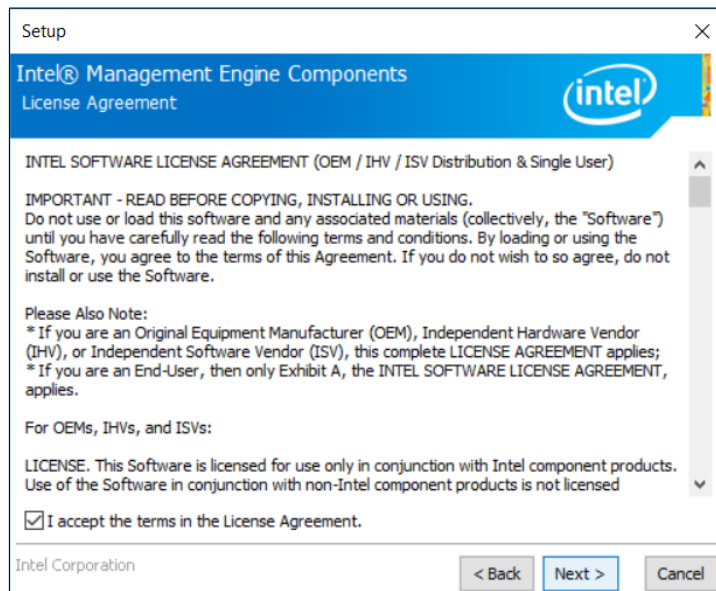 Setup
Intel® Management Engine Components
License Agreement
intel
INTEL SOFTWARE LICENSE AGREEMENT (OEM / IHV / ISV Distribution & Single User)
IMPORTANT - READ BEFORE COPYING, INSTALLING OR USING.
Do not use or load this software and any associated materials (collectively, the "Software")
until you have carefully read the following terms and conditions. By loading or using the
Software, you agree to the terms of this Agreement. If you do not wish to so agree, do not
install or use the Software.
Please Also Note:
* If you are an Original Equipment Manufacturer (OEM), Independent Hardware Vendor
(IHV), or Independent Software Vendor (ISV), this complete LICENSE AGREEMENT applies;
* If you are an End-User, then only Exhibit A, the INTEL SOFTWARE LICENSE AGREEMENT,
applies.
For OEMs, IHVs, and ISVs:
LICENSE. This Software is licensed for use only in conjunction with Intel component products.
Use of the Software in conjunction with non-Intel component products is not licensed
I accept the terms in the License Agreement.
Intel Corporation
< Back Next > Cancel